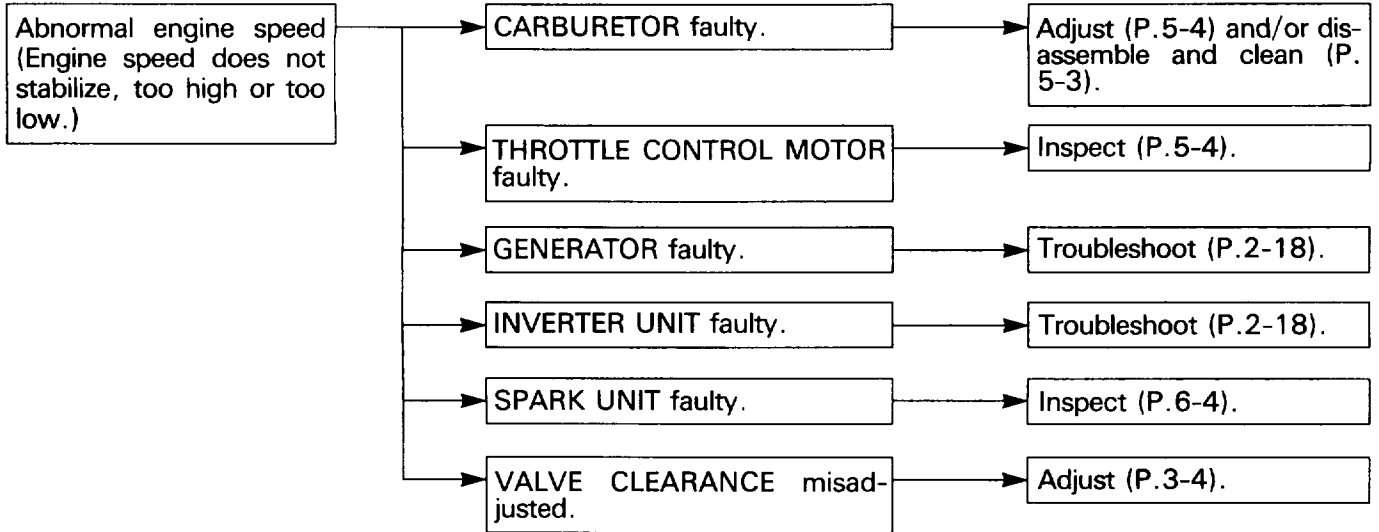 Abnormal engine speed
(Engine speed does not
stabilize, too high or too
low.)
CARBURETOR faulty.
Adjust (P.5-4) and/or dis-
assemble and clean (P.
5-3).
THROTTLE CONTROL MOTOR
faulty.
Inspect (P.5-4).
GENERATOR faulty.
Troubleshoot (P.2-18).
INVERTER UNIT faulty.
Troubleshoot (P.2-18).
SPARK UNIT faulty.
Inspect (P.6-4).
VALVE CLEARANCE misad-
justed.
Adjust (P.3-4).